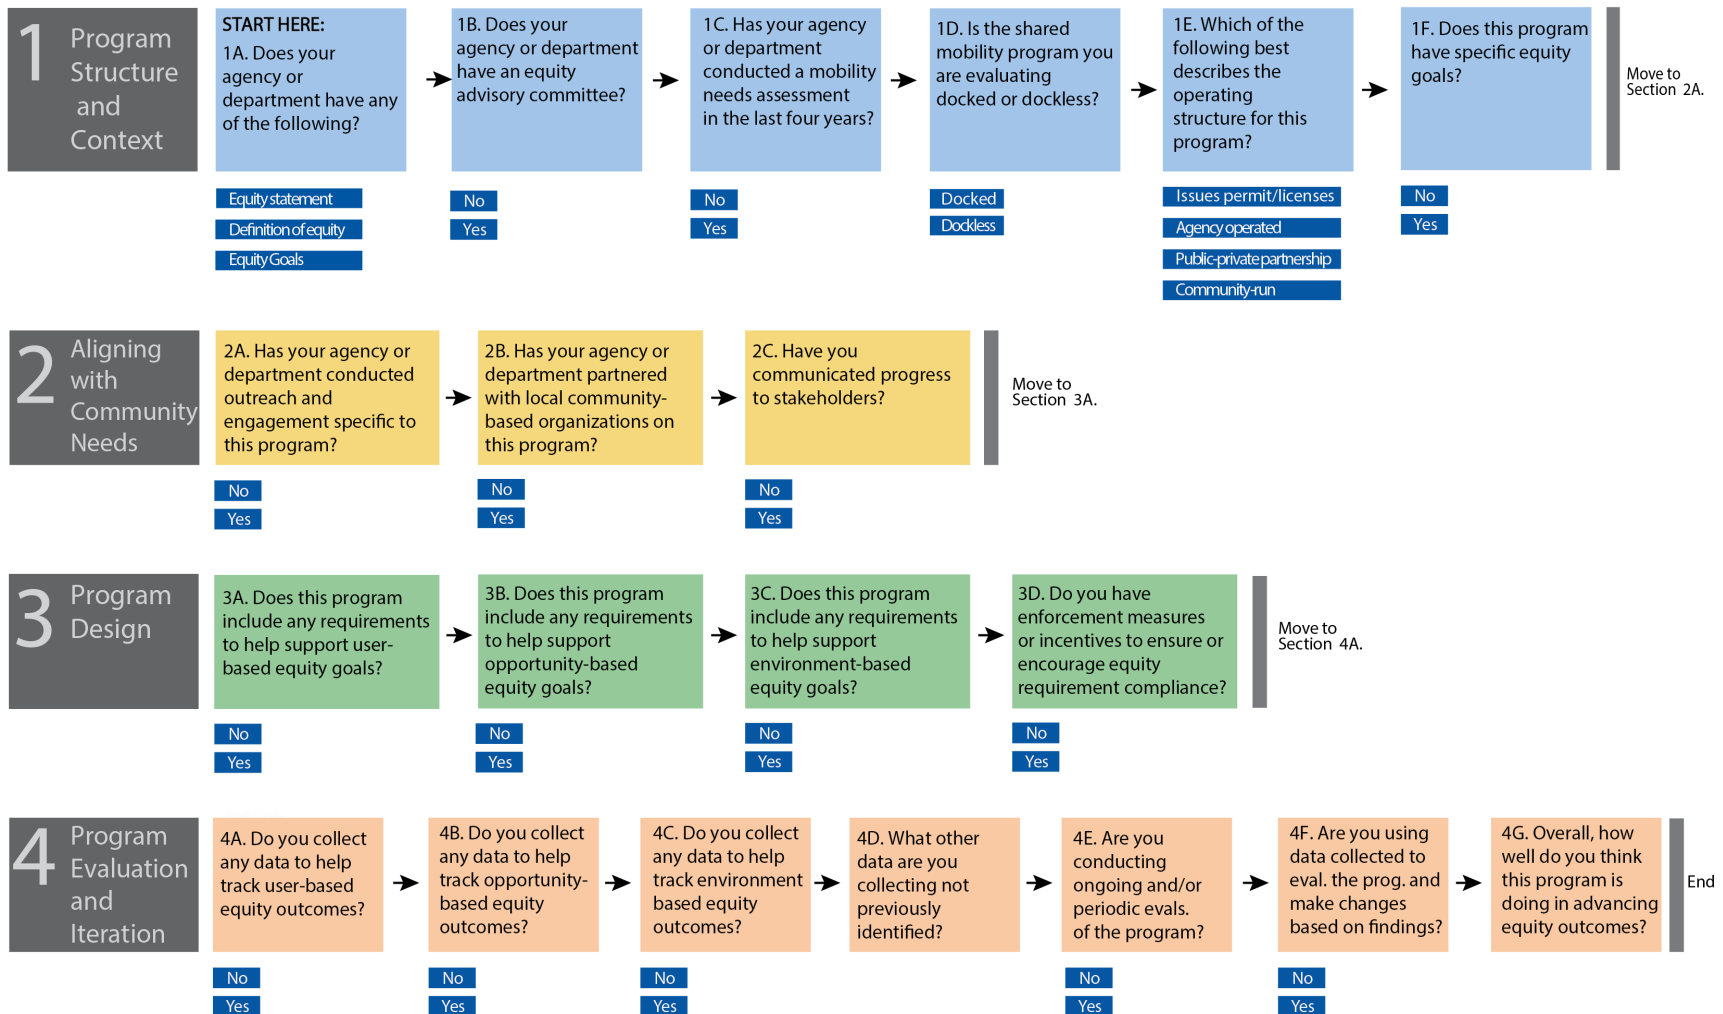 1
Program
Structure
and
Context
START HERE:
1A. Does your
agency or
department have any
of the following?
Equity statement
Definition of equity
Equity Goals
1B. Does your
agency or department
have an equity
advisory committee?
No
Yes
1C. Has your agency
or department
conducted a mobility
needs assessment
in the last four years?
No
Yes
1D. Is the shared
mobility program you
are evaluating
docked or dockless?
Docked
Dockless
1E. Which of the
following best
describes the
operating
structure for this
program?
Issues permit/licenses
Agency operated
Public-private partnership
Community-run
1F. Does this program
have specific equity
goals?
No
Yes
Move to
Section 2A.
2
Aligning
with
Community
Needs
2A. Has your agency or
department conducted
outreach and
engagement specific to
this program?
No
Yes
2B. Has your agency or
department partnered
with local community-
based organizations on
this program?
No
Yes
2C. Have you
communicated progress
to stakeholders?
No
Yes
Move to
Section 3A.
3
Program
Design
3A. Does this program
include any requirements
to help support user-
based equity goals?
No
Yes
3B. Does this program
include any requirements
to help support
opportunity-based
equity goals?
No
Yes
3C. Does this program
include any requirements
to help support
environment-based
equity goals?
No
Yes
3D. Do you have
enforcement measures
or incentives to ensure or
encourage equity
requirement compliance?
No
Yes
Move to
Section 4A.
4
Program
Evaluation
and
Iteration
4A. Do you collect
any data to help
track user-based
equity outcomes?
No
Yes
4B. Do you collect
any data to help
track opportunity-
based equity
outcomes?
No
Yes
4C. Do you collect
any data to help
track environment
based equity
outcomes?
No
Yes
4D. What other
data are you
collecting not
previously
identified?
4E. Are you
conducting
ongoing and/or
periodic evals.
of the program?
No
Yes
4F. Are you using
data collected to
eval. the prog. and
make changes
based on findings?
No
Yes
4G. Overall, how
well do you think
this program is
doing in advancing
equity outcomes?
End